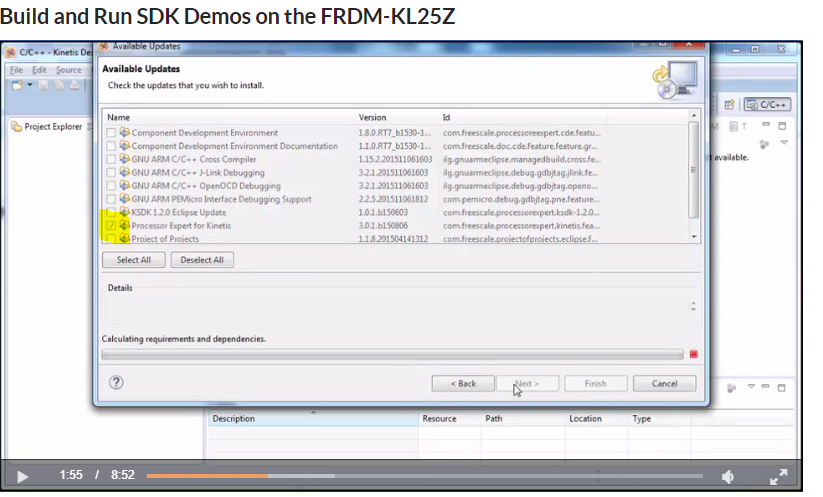 Build and Run SDK Demos on the FRDM-KL25Z
C/C++ - Kinetis De
Available Updates
File Edit Source
Available Updates
Check the updates that you wish to install.
C/C++
Project Explorer
Name Version Id
Component Development Environment 1.8.0.RT7_b1530-1... com.freescale.processorexpert.cde.featu...
Component Development Environment Documentation 1.1.0.RT7_b1530-1... com.freescale.doc.cde.feature.feature.gr...
GNU ARM C/C++ Cross Compiler 1.15.2.201511061603 ilg.gnuarmeclipse.managedbuild.cross.fe...
GNU ARM C/C++ J-Link Debugging 3.2.1.201511061603 ilg.gnuarmeclipse.debug.gdbjtag.jlink.fe...
t available.
GNU ARM C/C++ OpenOCD Debugging 3.2.1.201511061603 ilg.gnuarmeclipse.debug.gdbjtag.openo...
GNU ARM PEMicro Interface Debugging Support 2.2.5.201511061812 com.pemicro.debug.gdbjtag.pne.feature...
KSDK 1.2.0 Eclipse Update 1.0.1.b150603 com.freescale.processorexpert.ksdk-1.2.0...
Processor Expert for Kinetis 3.0.1.b150806 com.freescale.processorexpert.kinetis.fea...
Project of Projects 1.1.8.201504141312 com.freescale.projectofprojects.eclipse.f...
Select All Deselect All
Details
Calculating requirements and dependencies.
? < Back Next > Finish Cancel
Description Resource Path Location Type
1:55 / 8:52